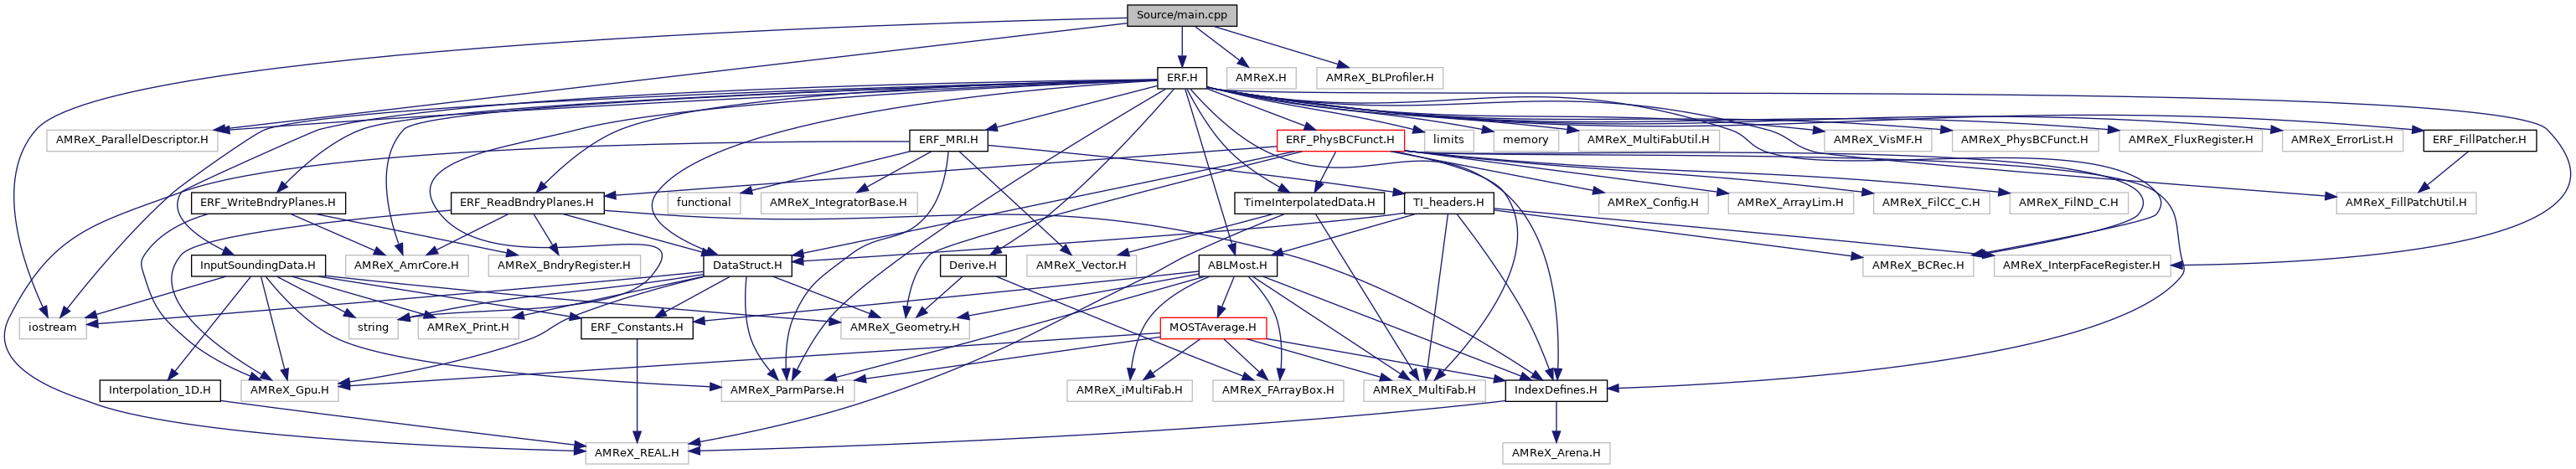 Source/main.cpp
ERF.H
AMReX.H
AMReX_BLProfiler.H
AMReX_ParallelDescriptor.H
ERF_MRI.H
ERF_PhysBCFunct.H
limits
memory
AMReX_MultiFabUtil.H
AMReX_VisMF.H
AMReX_PhysBCFunct.H
AMReX_FluxRegister.H
AMReX_ErrorList.H
ERF_FillPatcher.H
ERF_WriteBndryPlanes.H
ERF_ReadBndryPlanes.H
functional
AMReX_IntegratorBase.H
TimeInterpolatedData.H
TI_headers.H
AMReX_Config.H
AMReX_ArrayLim.H
AMReX_FilCC_C.H
AMReX_FilND_C.H
AMReX_FillPatchUtil.H
InputSoundingData.H
AMReX_AmrCore.H
AMReX_BndryRegister.H
DataStruct.H
Derive.H
AMReX_Vector.H
ABLMost.H
AMReX_BCRec.H
AMReX_InterpFaceRegister.H
iostream
string
AMReX_Print.H
ERF_Constants.H
AMReX_Geometry.H
MOSTAverage.H
Interpolation_1D.H
AMReX_Gpu.H
AMReX_ParmParse.H
AMReX_iMultiFab.H
AMReX_FArrayBox.H
AMReX_MultiFab.H
IndexDefines.H
AMReX_REAL.H
AMReX_Arena.H